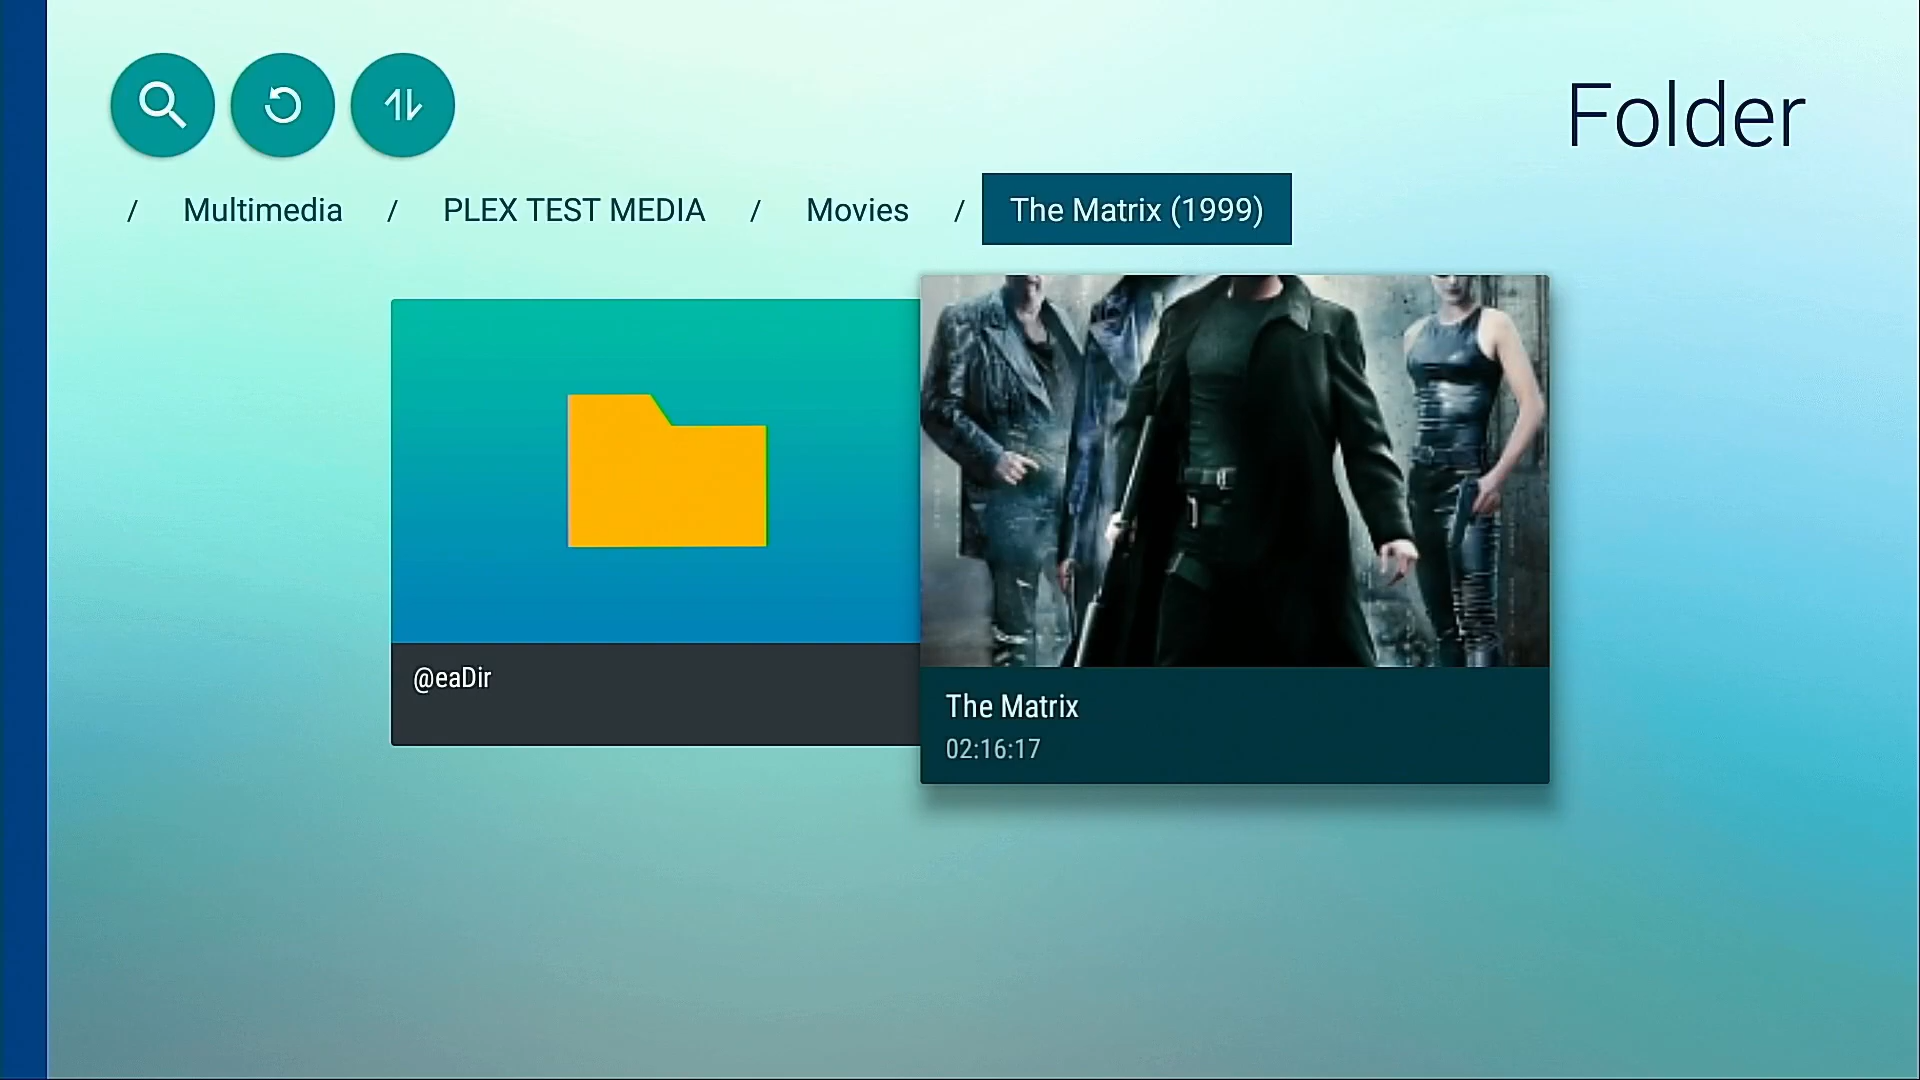 Folder
/ Multimedia / PLEX TEST MEDIA / Movies / The Matrix (1999)
@eaDir
The Matrix
02:16:17